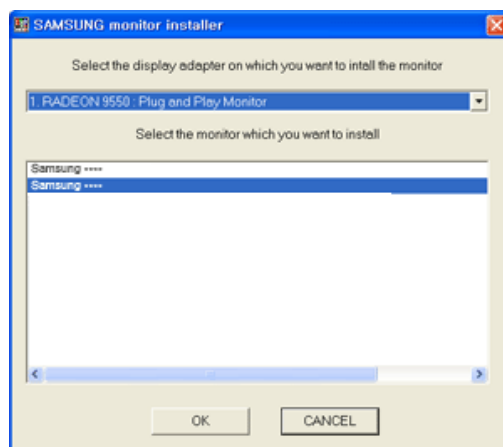 SAMSUNG monitor installer
Select the display adapter on which you want to intall the monitor
1. RADEON 9550 : Plug and Play Monitor
Select the monitor which you want to install
Samsung ----
Samsung ----
OK
CANCEL